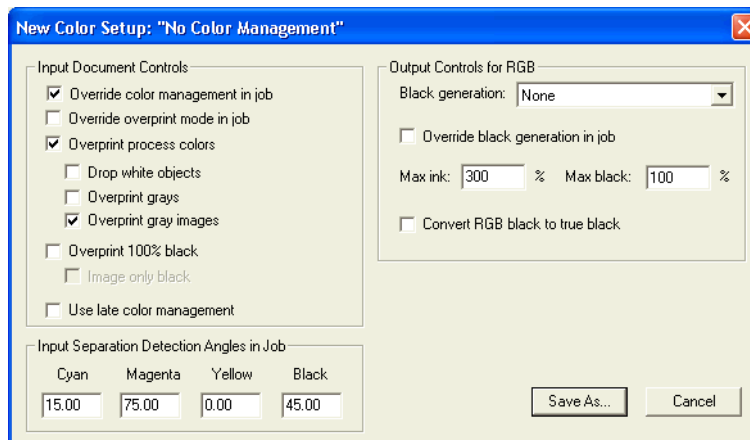 New Color Setup: "No Color Management"
Input Document Controls
Override color management in job
Override overprint mode in job
Overprint process colors
Drop white objects
Overprint grays
Overprint gray images
Overprint 100% black
Image only black
Use late color management
Input Separation Detection Angles in Job
Cyan Magenta Yellow Black
15.00 75.00 0.00 45.00
Output Controls for RGB
Black generation: None
Override black generation in job
Max ink: 300 % Max black: 100 %
Convert RGB black to true black
Save As... Cancel